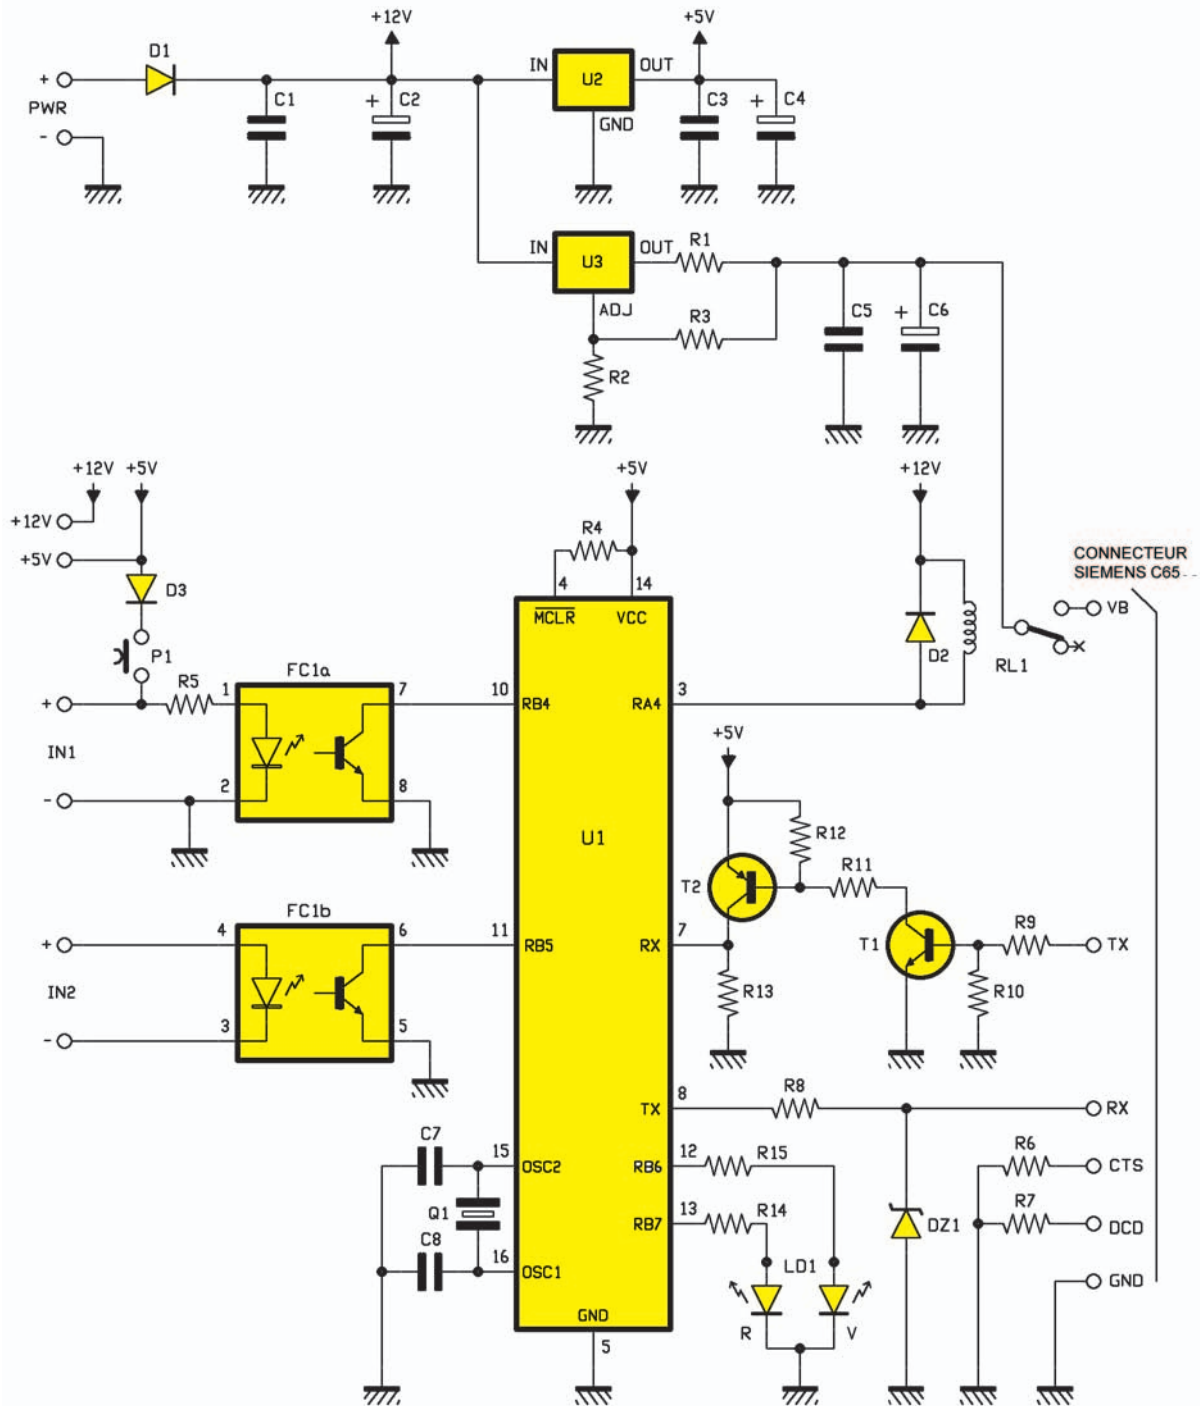 +12V
+5V
D1
IN
U2
OUT
+
PWR
-
C1
+
C2
GND
C3
+
C4
IN
U3
OUT
R1
ADJ
R3
C5
+
C6
R2
+12V
+5V
+5V
+12V
+12V
+5V
R4
CONNECTEUR
SIEMENS C65
D3
4
14
MCLR
VCC
VB
D2
RL1
P1
FC1a
R5
1
7
10
RB4
RA4
3
+
IN1
-
2
8
+5V
U1
R12
T2
R11
FC1b
+
4
6
11
RB5
RX
7
T1
R9
TX
IN2
R13
R10
-
3
5
R8
TX
8
RX
C7
15
OSC2
RB6
12
R15
R6
CTS
Q1
RB7
13
R14
DZ1
R7
DCD
C8
16
OSC1
LD1
GND
GND
R
V
5